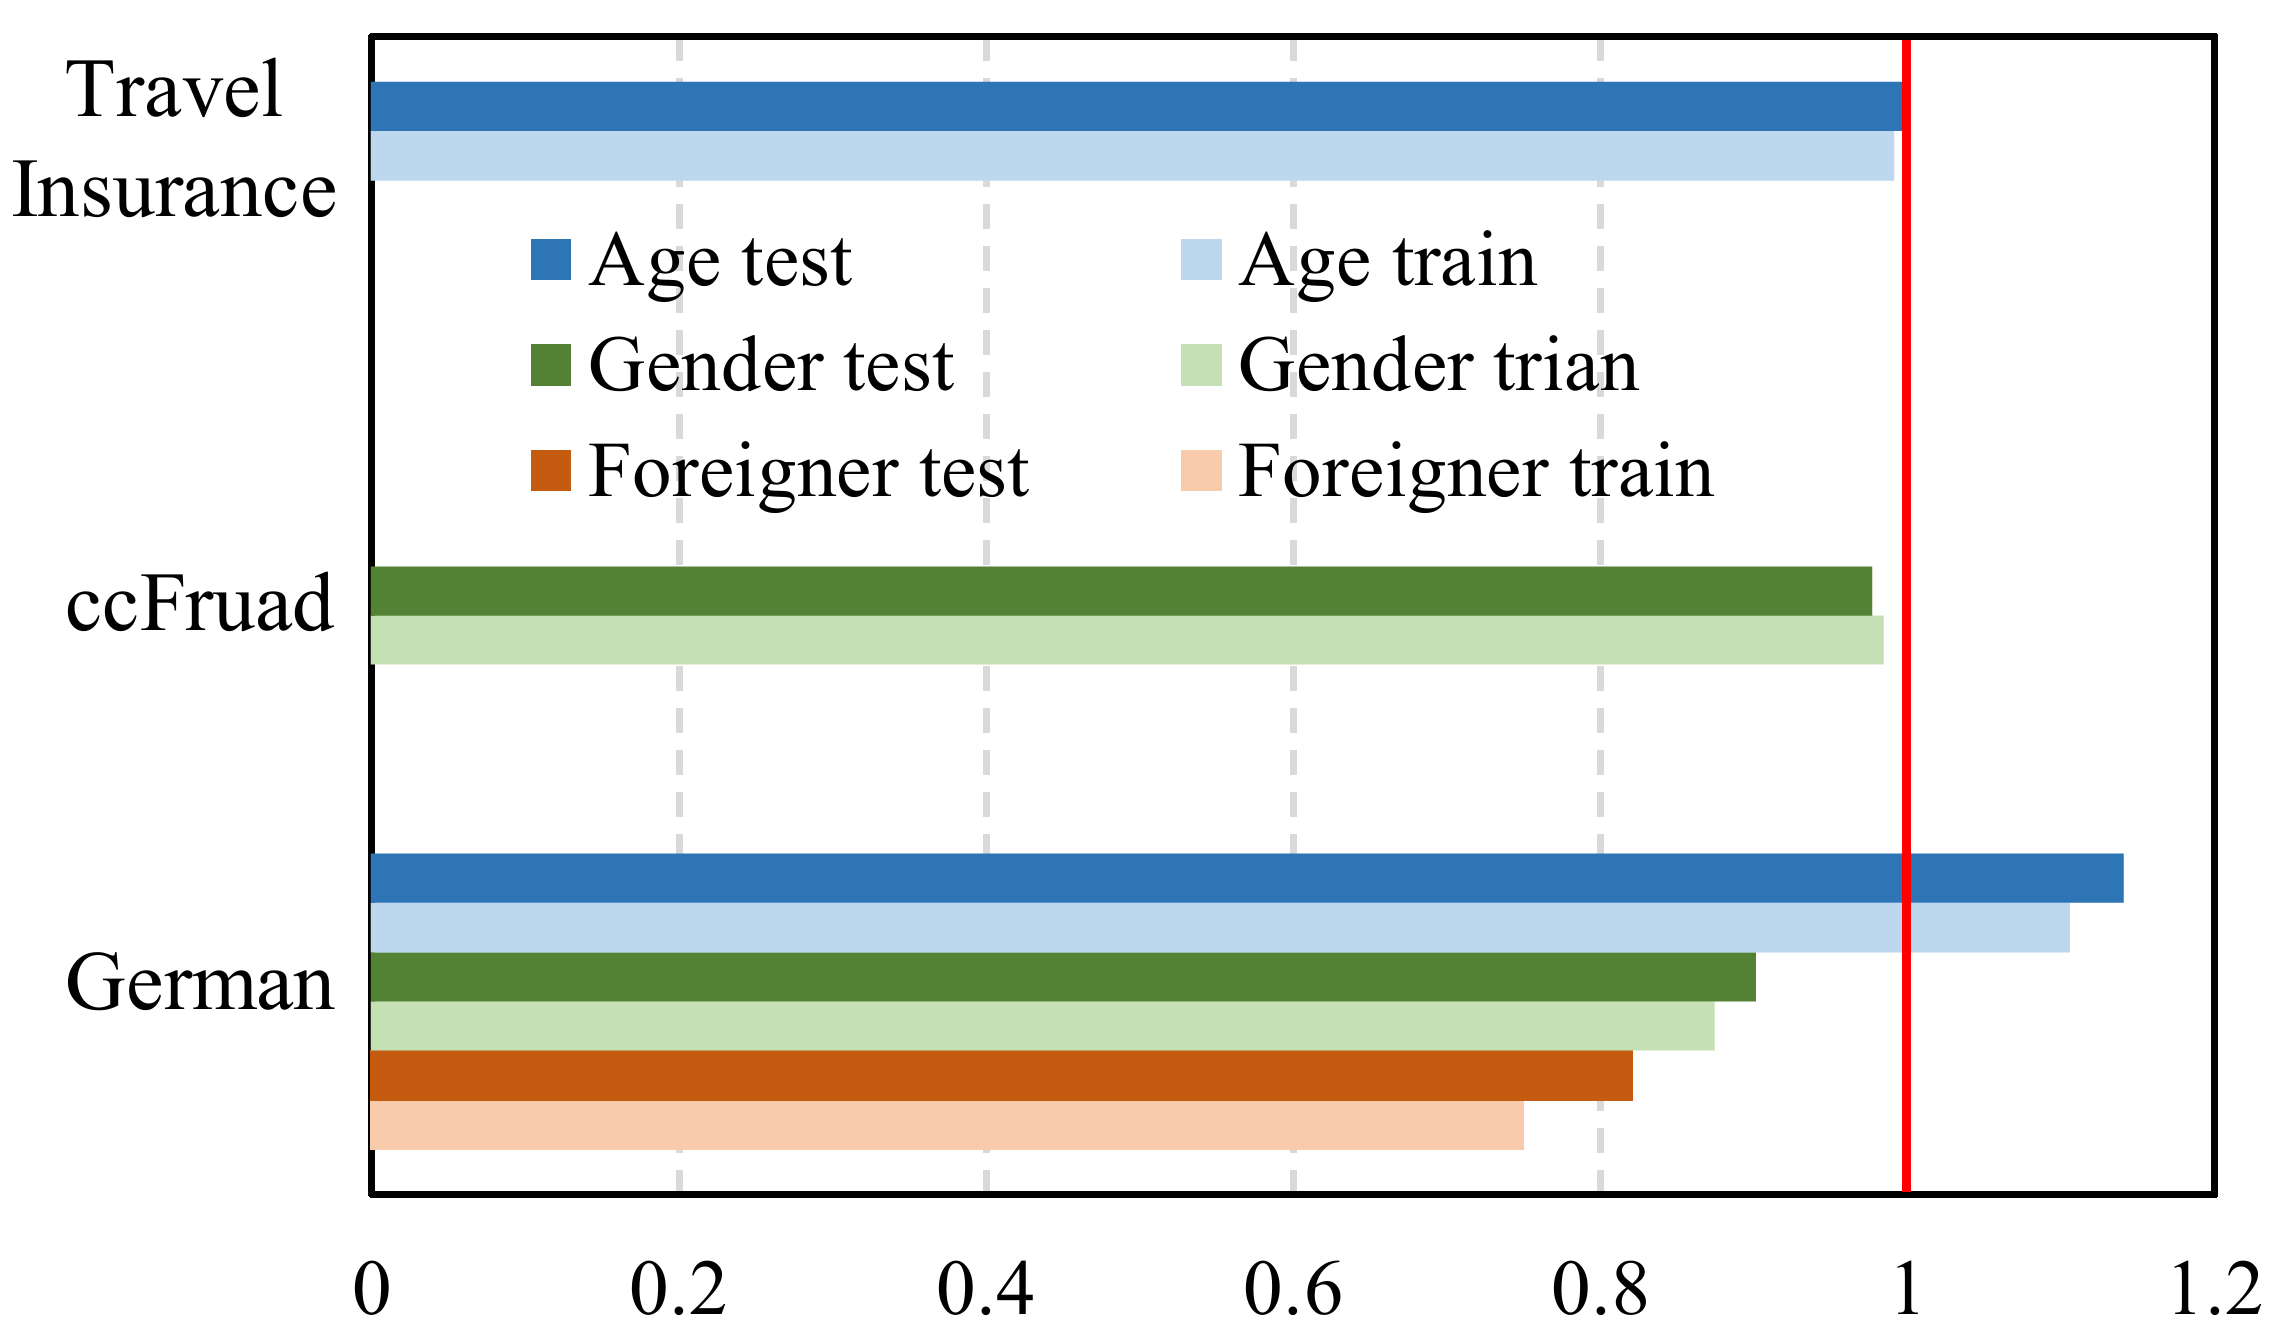 Travel
Insurance
Age test
Age train
Gender test
Gender trian
Foreigner test
Foreigner train
ccFruad
German
0 0.2 0.4 0.6 0.8 1 1.2